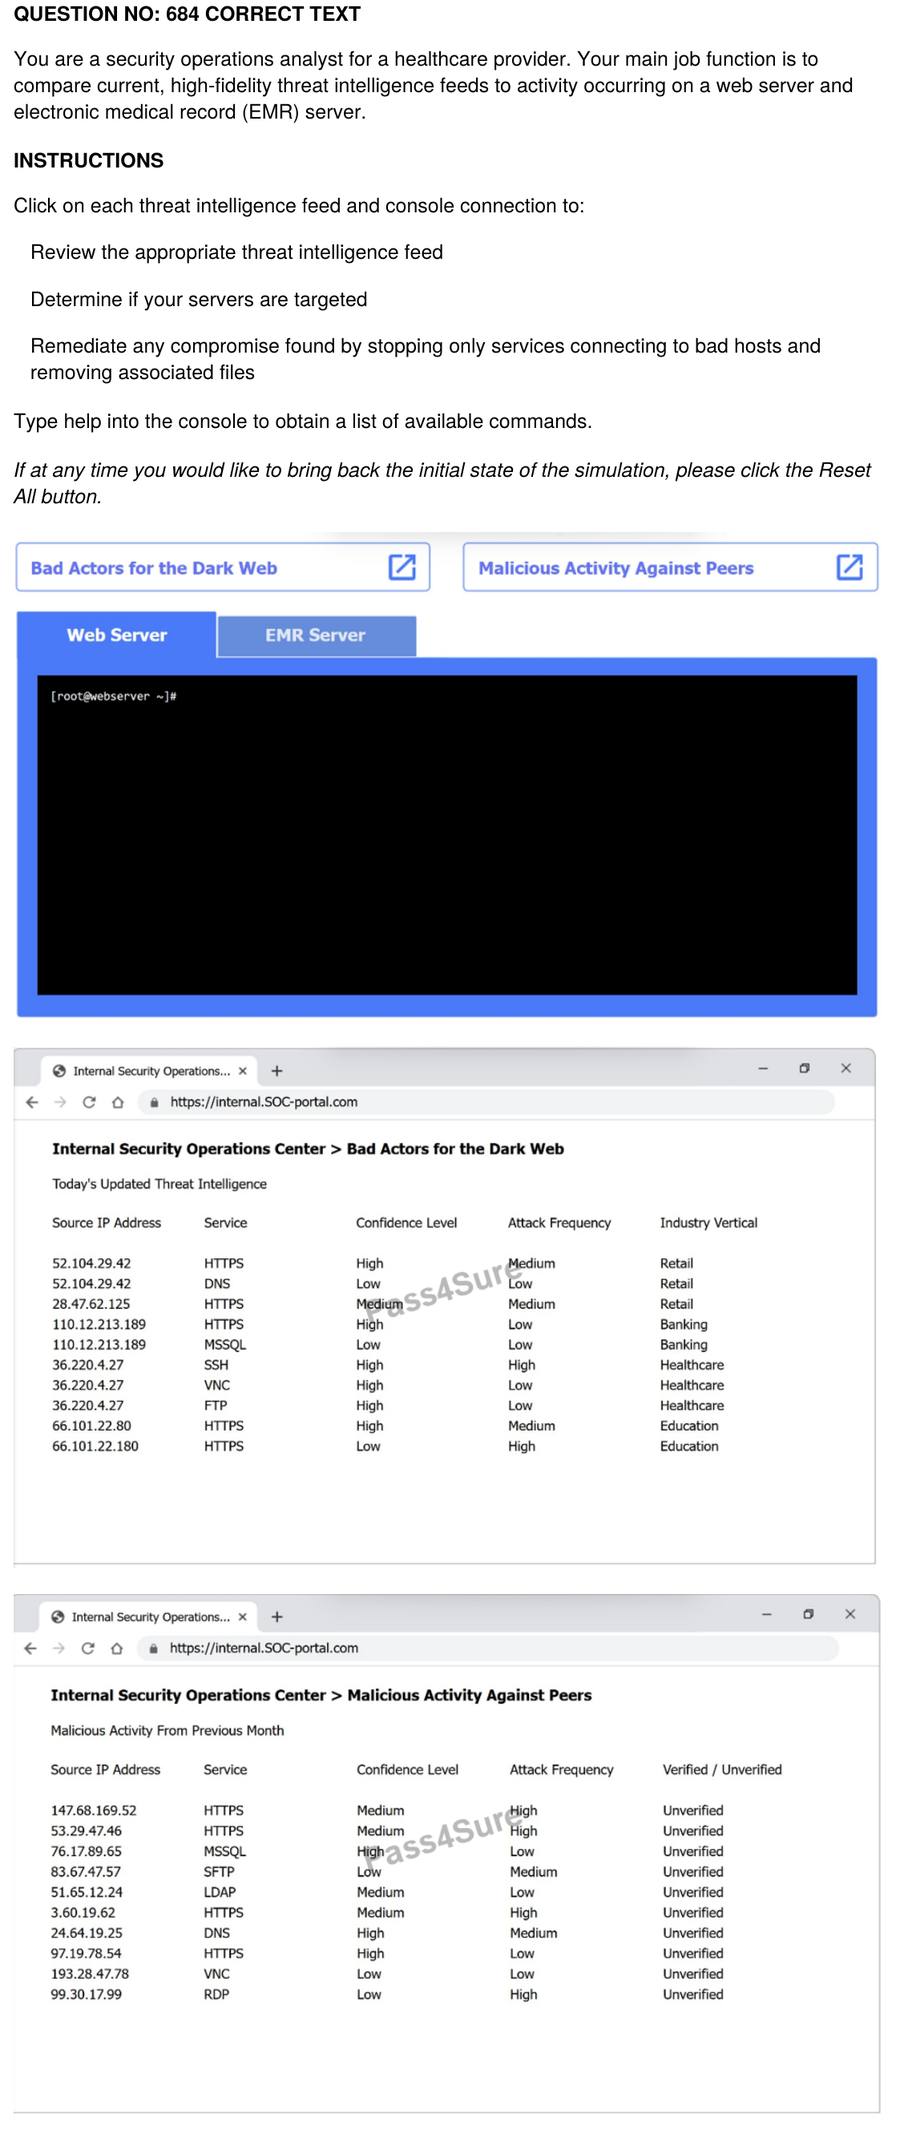 QUESTION NO: 684 CORRECT TEXT
You are a security operations analyst for a healthcare provider. Your main job function is to
compare current, high-fidelity threat intelligence feeds to activity occurring on a web server and
electronic medical record (EMR) server.
INSTRUCTIONS
Click on each threat intelligence feed and console connection to:
Review the appropriate threat intelligence feed
Determine if your servers are targeted
Remediate any compromise found by stopping only services connecting to bad hosts and
removing associated files
Type help into the console to obtain a list of available commands.
If at any time you would like to bring back the initial state of the simulation, please click the Reset
All button.
Bad Actors for the Dark Web Malicious Activity Against Peers
Web Server EMR Server
[root@webserver ~]#
Internal Security Operations... × +
https://internal.SOC-portal.com
Internal Security Operations Center > Bad Actors for the Dark Web
Today's Updated Threat Intelligence
Source IP Address Service Confidence Level Attack Frequency Industry Vertical
52.104.29.42 HTTPS High Medium Retail
52.104.29.42 DNS Low Low Retail
28.47.62.125 HTTPS Medium Medium Retail
110.12.213.189 HTTPS High Low Banking
110.12.213.189 MSSQL Low Low Banking
36.220.4.27 SSH High High Healthcare
36.220.4.27 VNC High Low Healthcare
36.220.4.27 FTP High Low Healthcare
66.101.22.80 HTTPS High Medium Education
66.101.22.180 HTTPS Low High Education
Pass4Sure
Internal Security Operations... × +
https://internal.SOC-portal.com
Internal Security Operations Center > Malicious Activity Against Peers
Malicious Activity From Previous Month
Source IP Address Service Confidence Level Attack Frequency Verified / Unverified
147.68.169.52 HTTPS Medium High Unverified
53.29.47.46 HTTPS Medium High Unverified
76.17.89.65 MSSQL High Low Unverified
83.67.47.57 SFTP Low Medium Unverified
51.65.12.24 LDAP Medium Low Unverified
3.60.19.62 HTTPS Medium High Unverified
24.64.19.25 DNS High Medium Unverified
97.19.78.54 HTTPS High Low Unverified
193.28.47.78 VNC Low Low Unverified
99.30.17.99 RDP Low High Unverified
Pass4Sure